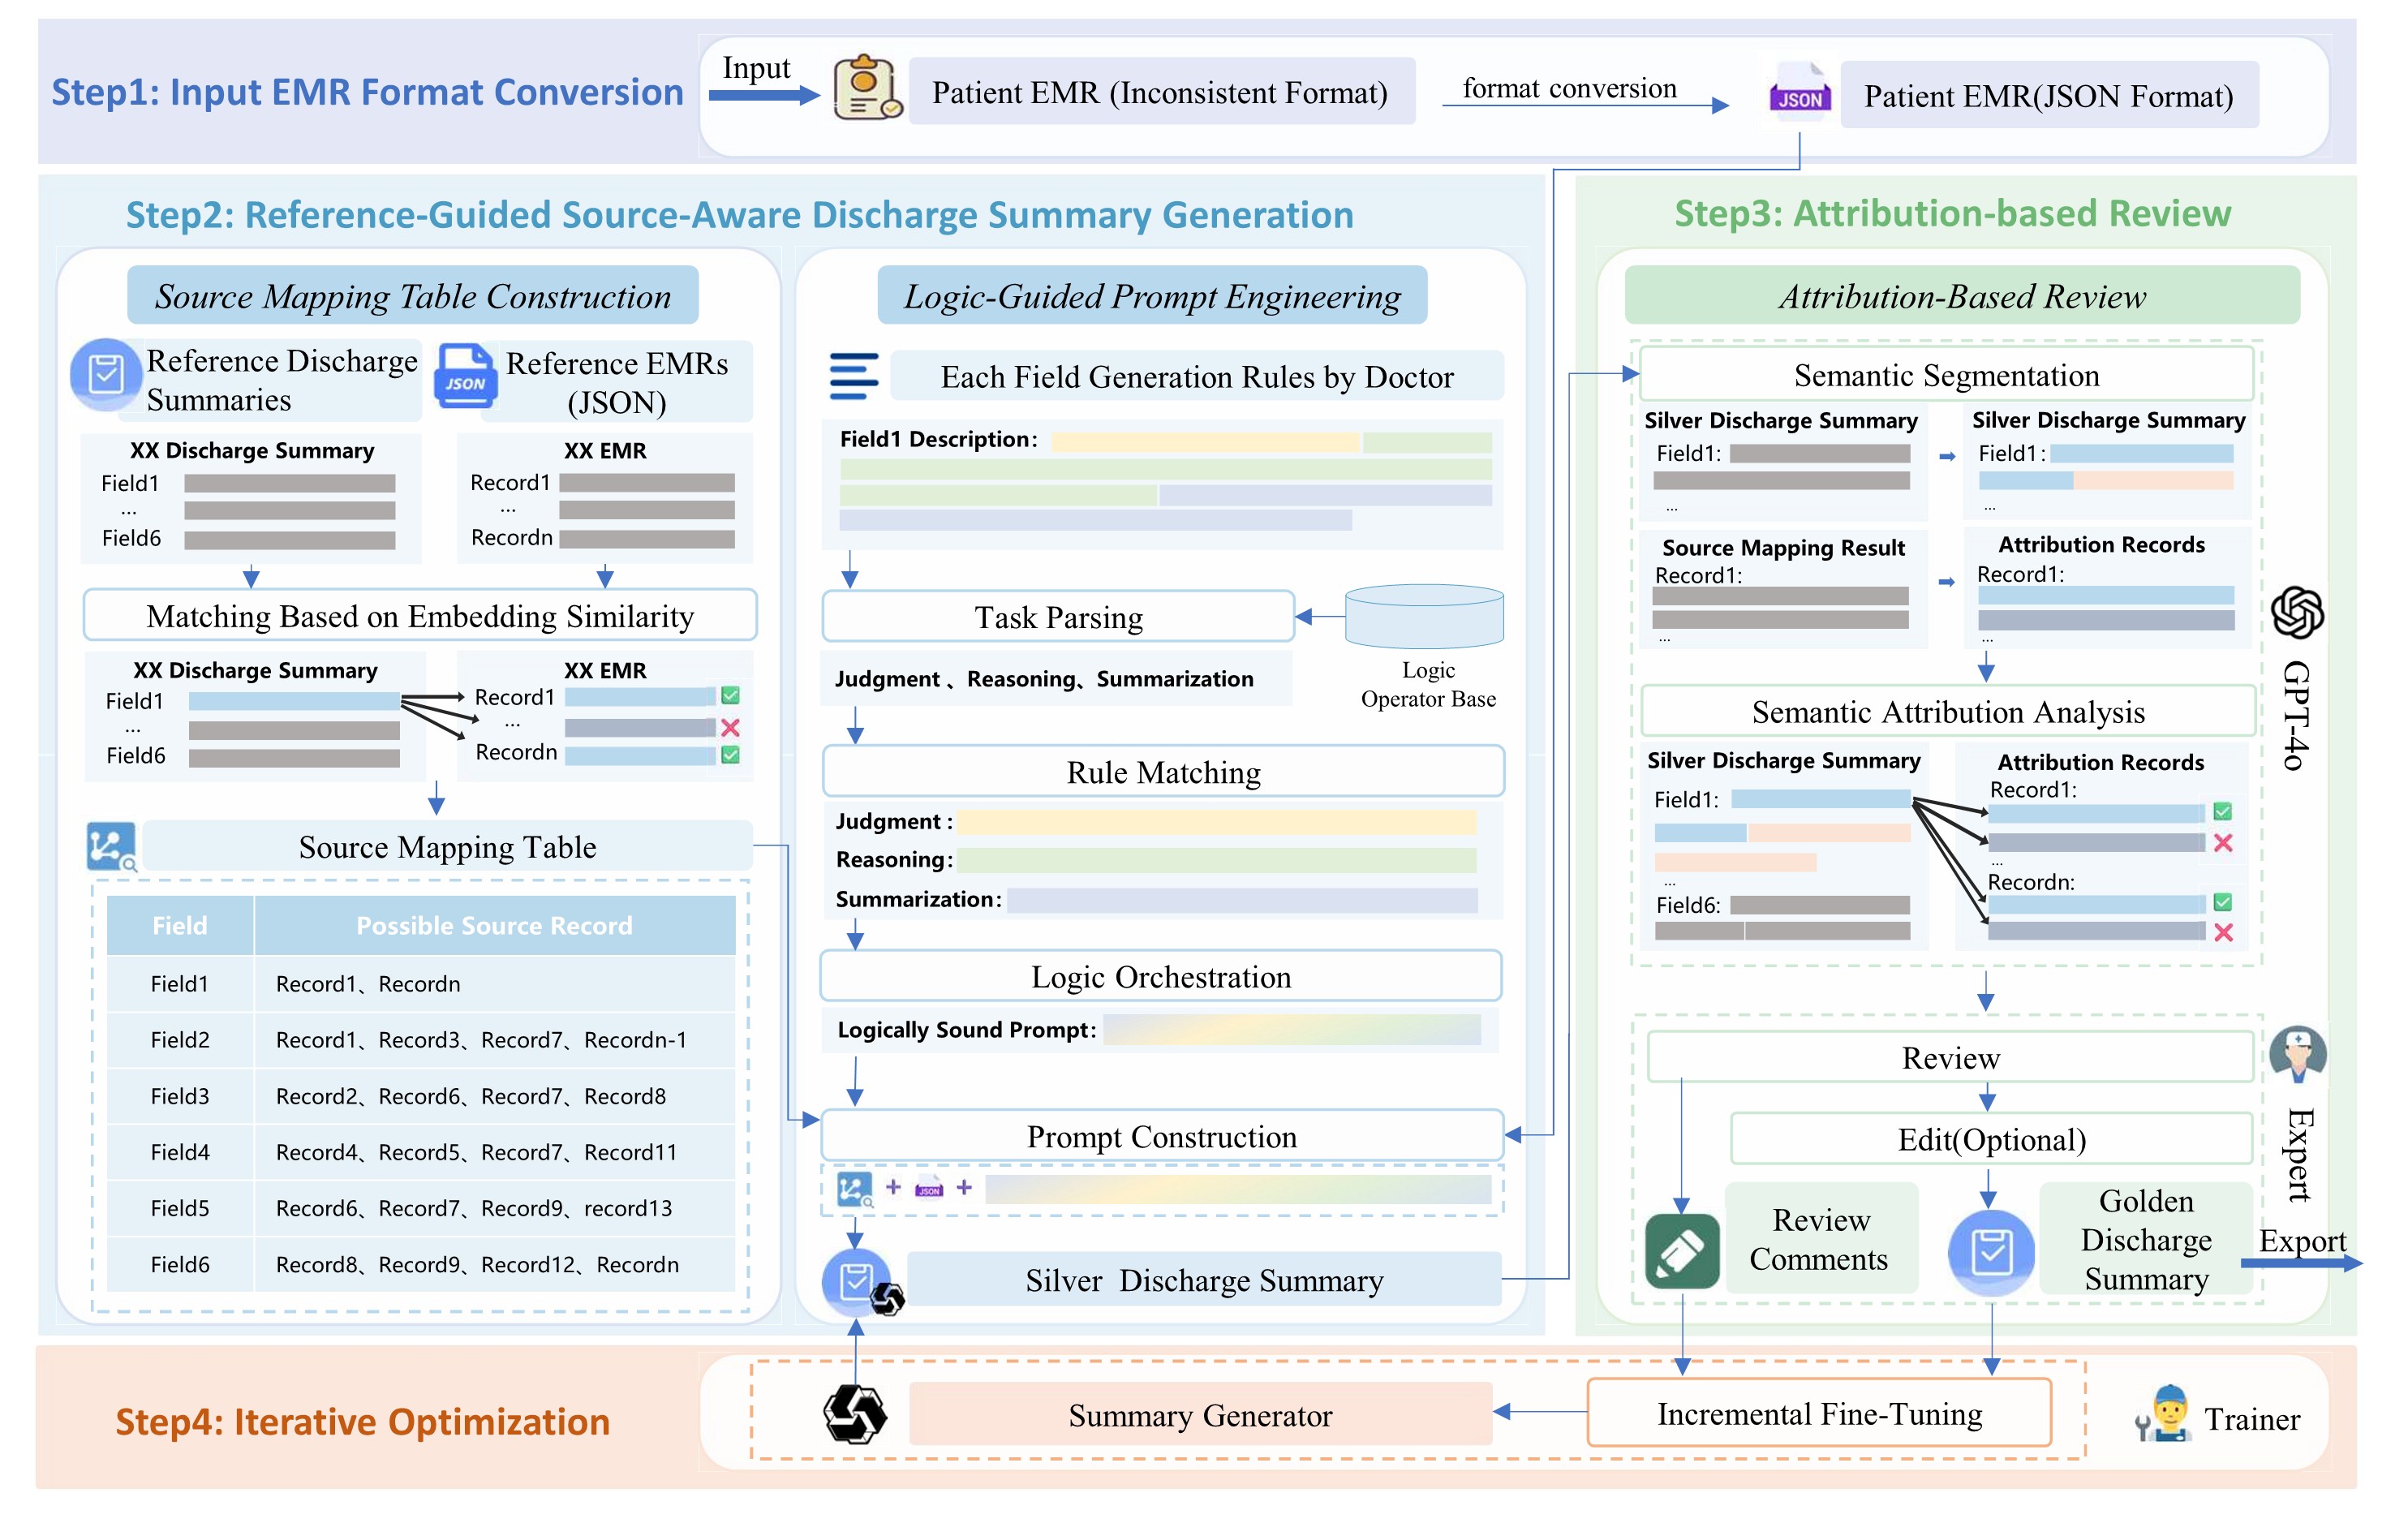 Step1: Input EMR Format Conversion
Input
Patient EMR (Inconsistent Format)
format conversion
JSON
Patient EMR(JSON Format)
Step2: Reference-Guided Source-Aware Discharge Summary Generation
Source Mapping Table Construction
Reference Discharge
Summaries
JSON
Reference EMRs
(JSON)
XX Discharge Summary
Field1
...
Field6
XX EMR
Record1
...
Recordn
Matching Based on Embedding Similarity
XX Discharge Summary
Field1
...
Field6
XX EMR
Record1
...
Recordn
Source Mapping Table
Field Possible Source Record
Field1 Record1、Recordn
Field2 Record1、Record3、Record7、Recordn-1
Field3 Record2、Record6、Record7、Record8
Field4 Record4、Record5、Record7、Record11
Field5 Record6、Record7、Record9、record13
Field6 Record8、Record9、Record12、Recordn
Logic-Guided Prompt Engineering
Each Field Generation Rules by Doctor
Field1 Description:
Task Parsing
Logic
Operator Base
Judgment 、Reasoning、Summarization
Rule Matching
Judgment :
Reasoning:
Summarization:
Logic Orchestration
Logically Sound Prompt:
Prompt Construction
+ JSON +
Silver Discharge Summary
Step3: Attribution-based Review
Attribution-Based Review
Semantic Segmentation
Silver Discharge Summary
Field1:
...
Silver Discharge Summary
Field1:
...
Source Mapping Result
Record1:
...
Attribution Records
Record1:
...
Semantic Attribution Analysis
Silver Discharge Summary
Field1:
...
Field6:
Attribution Records
Record1:
...
Recordn:
GPT-4o
Review
Edit(Optional)
Review
Comments
Golden
Discharge
Summary
Expert
Export
Step4: Iterative Optimization
Summary Generator
Incremental Fine-Tuning
Trainer